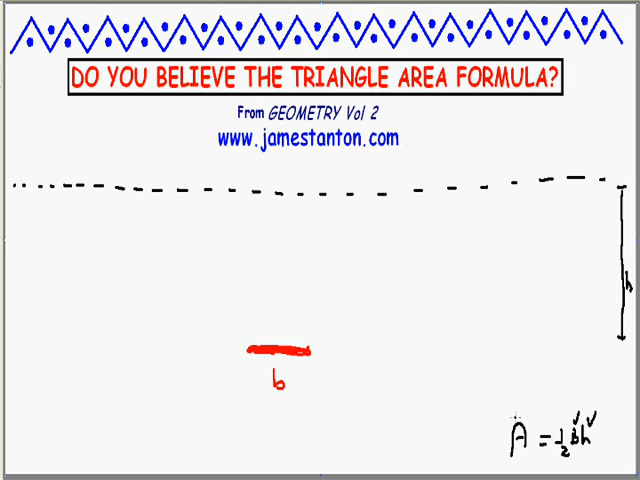 DO YOU BELIEVE THE TRIANGLE AREA FORMULA?
From GEOMETRY Vol 2
www.jamestanton.com
h
b
A = 1/2 bh